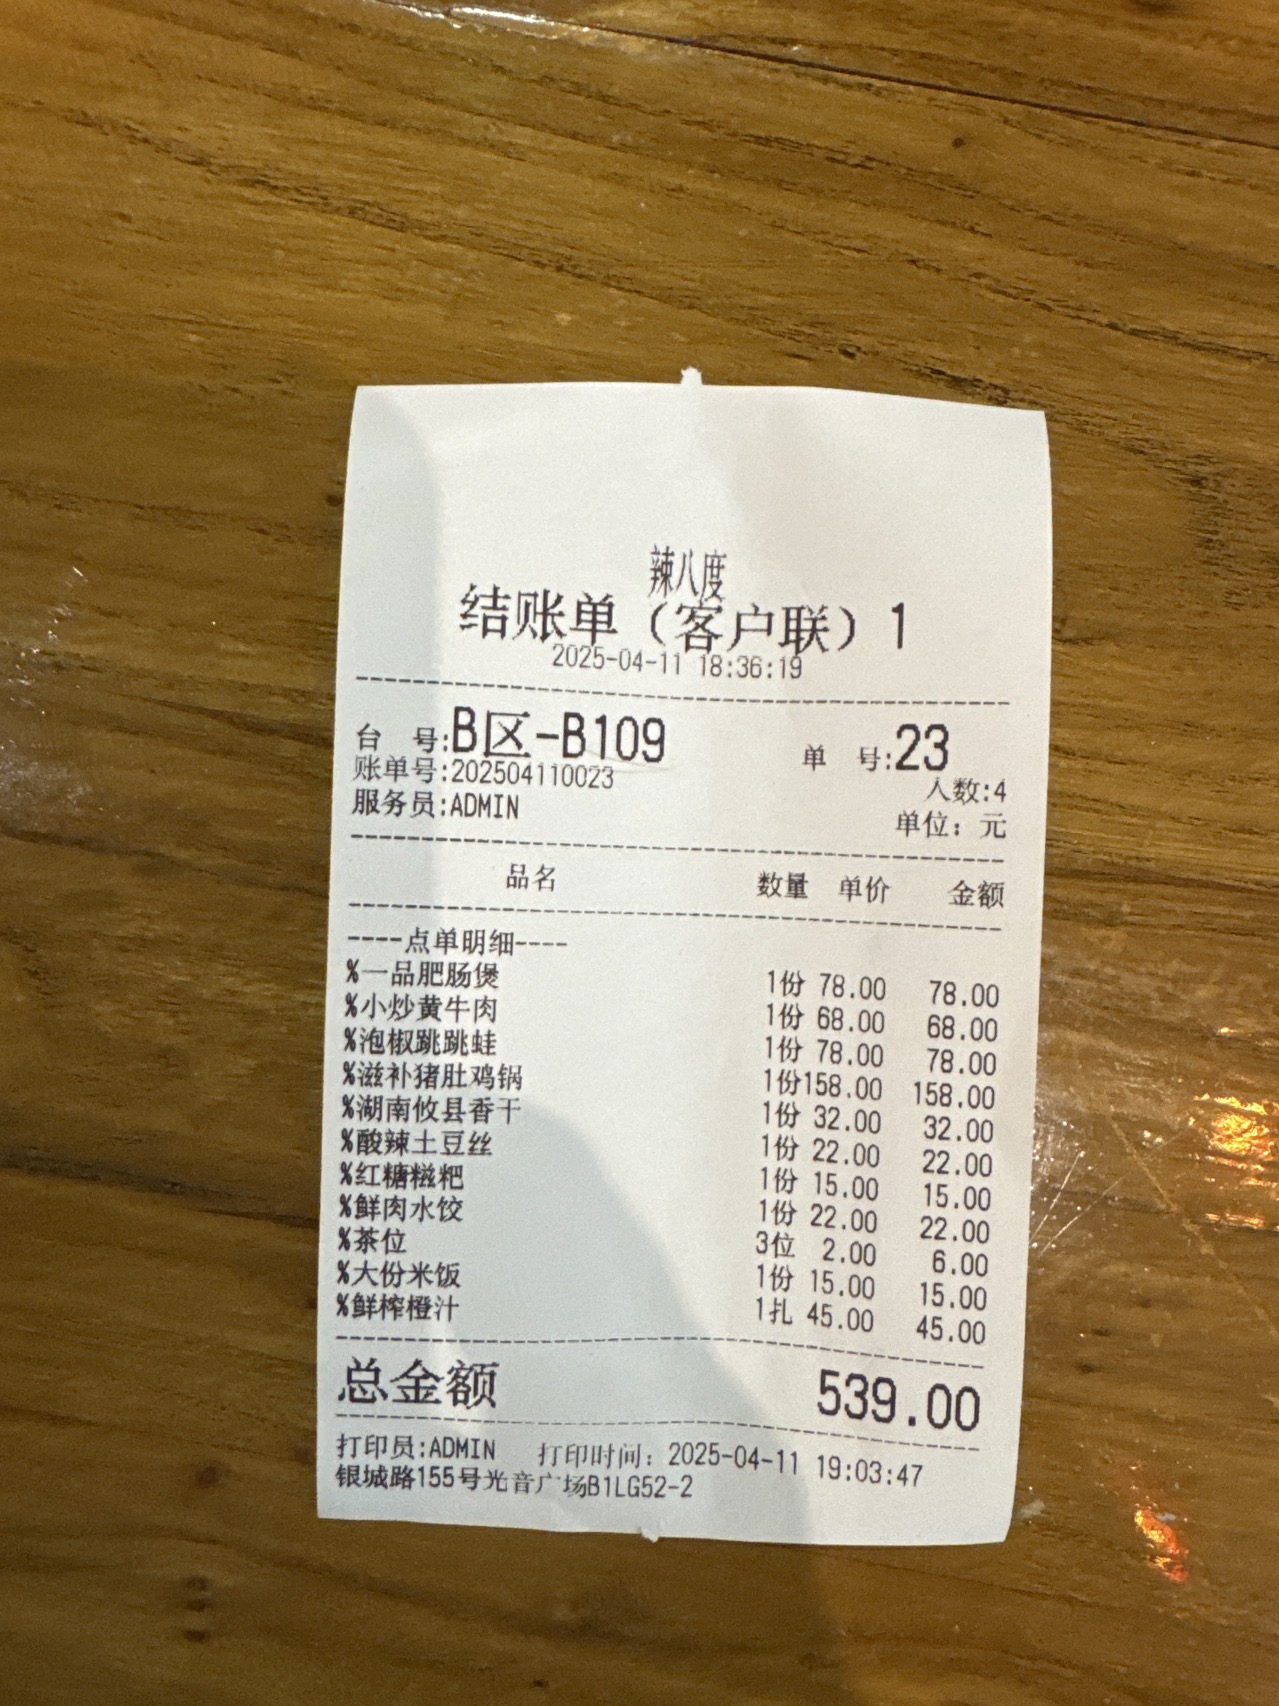 辣八度
结账单（客户联）1
2025-04-11 18:36:19
台 号:B区-B109 单 号:23
账单号:202504110023 人数:4
服务员:ADMIN 单位：元
品名 数量 单价 金额
----点单明细----
%一品肥肠煲 1份 78.00 78.00
%小炒黄牛肉 1份 68.00 68.00
%泡椒跳跳蛙 1份 78.00 78.00
%滋补猪肚鸡锅 1份158.00 158.00
%湖南攸县香干 1份 32.00 32.00
%酸辣土豆丝 1份 22.00 22.00
%红糖糍粑 1份 15.00 15.00
%鲜肉水饺 1份 22.00 22.00
%茶位 3位 2.00 6.00
%大份米饭 1份 15.00 15.00
%鲜榨橙汁 1扎 45.00 45.00
总金额 539.00
打印员:ADMIN 打印时间：2025-04-11 19:03:47
银城路155号光音广场B1LG52-2